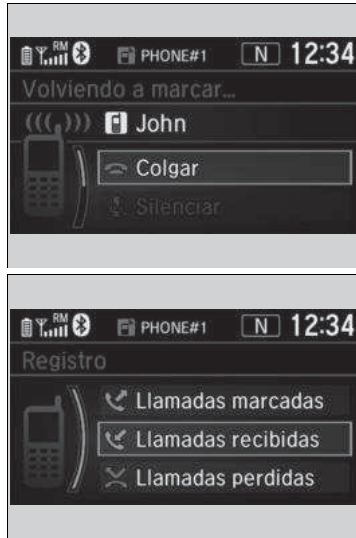 RM
PHONE#1 N 12:34
Volviendo a marcar...
John
Colgar
Silenciar
RM
PHONE#1 N 12:34
Registro
Llamadas marcadas
Llamadas recibidas
Llamadas perdidas